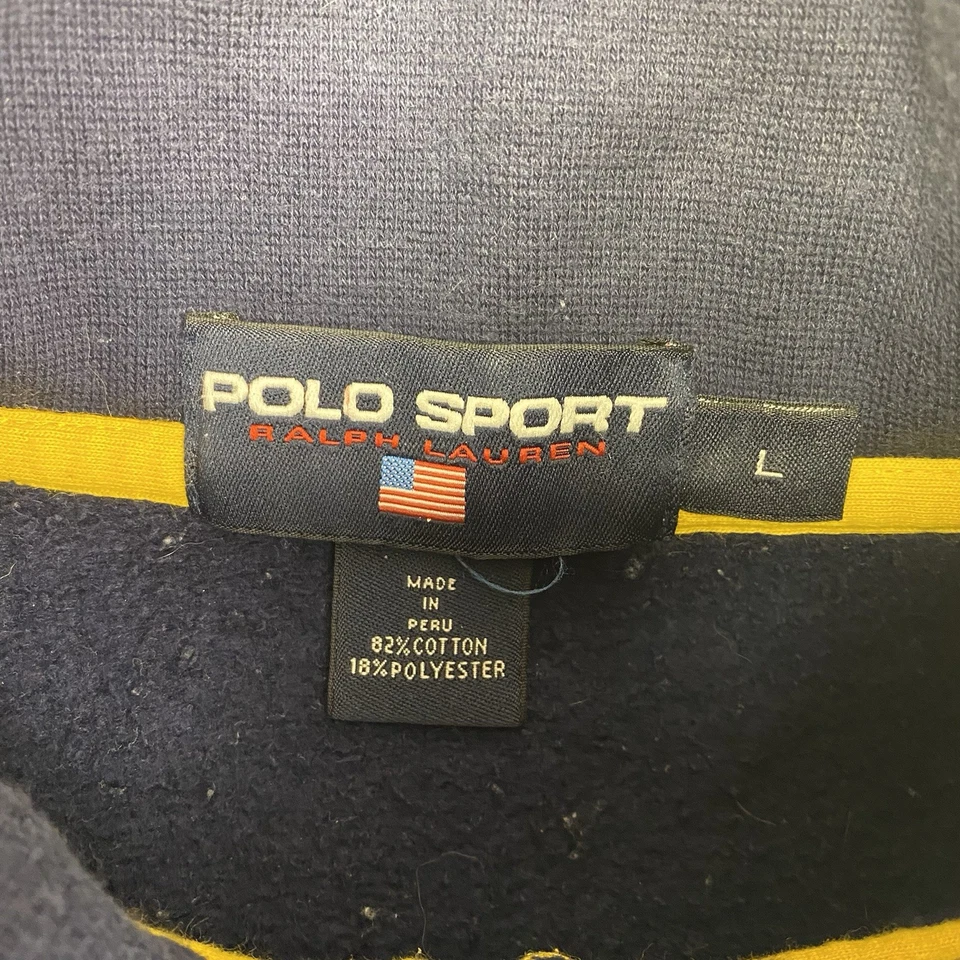 POLO SPORT
RALPH LAUREN
L
MADE
IN
PERU
82%COTTON
18%POLYESTER